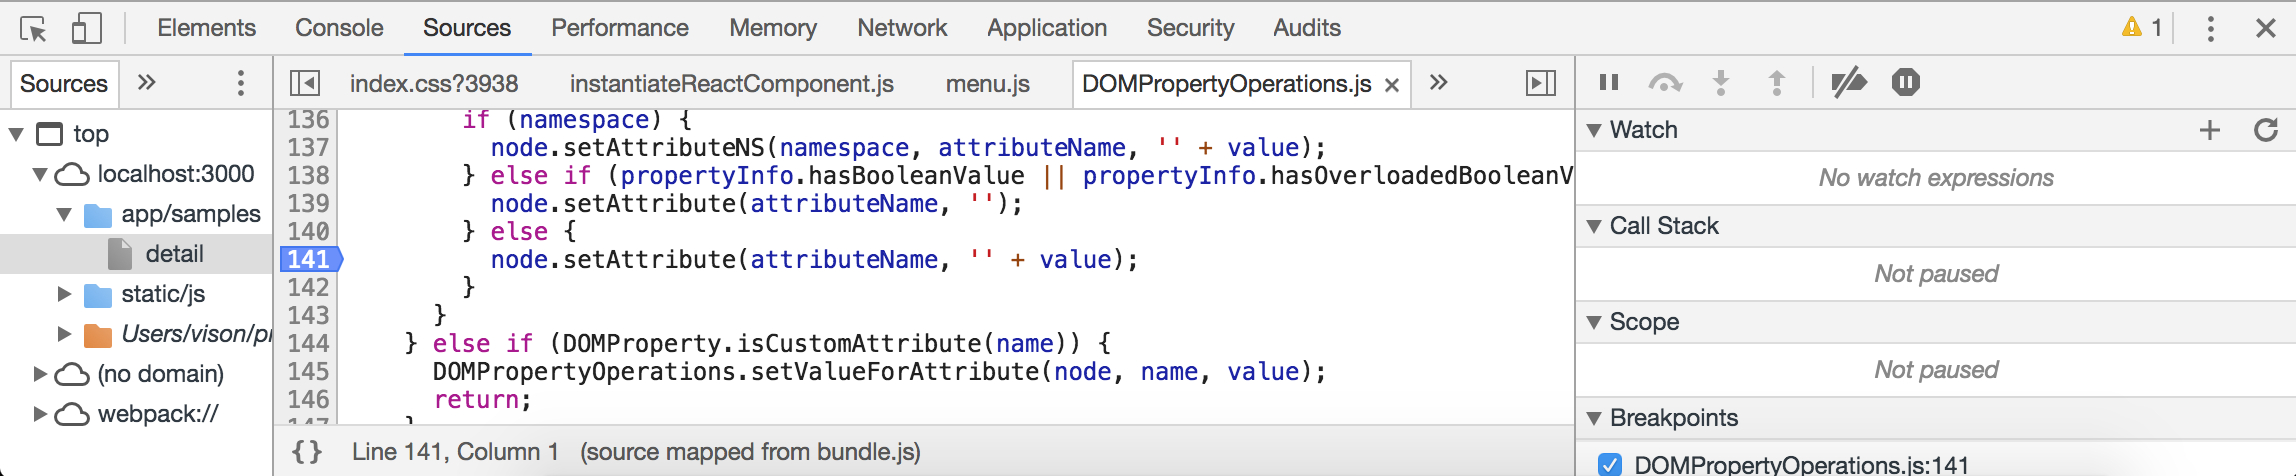 Elements Console Sources Performance Memory Network Application Security Audits 1
Sources »
top
localhost:3000
app/samples
detail
static/js
(no domain)
webpack://
index.css?3938 instantiateReactComponent.js menu.js DOMPropertyOperations.js × »
136 if (namespace) {
137 node.setAttributeNS(namespace, attributeName, '' + value);
138 } else if (propertyInfo.hasBooleanValue || propertyInfo.hasOverloadedBooleanV
139 node.setAttribute(attributeName, '');
140 } else {
141 node.setAttribute(attributeName, '' + value);
142 }
143 }
144 } else if (DOMProperty.isCustomAttribute(name)) {
145 DOMPropertyOperations.setValueForAttribute(node, name, value);
146 return;
{} Line 141, Column 1 (source mapped from bundle.js)
Watch
No watch expressions
Call Stack
Not paused
Scope
Not paused
Breakpoints
DOMPropertyOperations.js:141